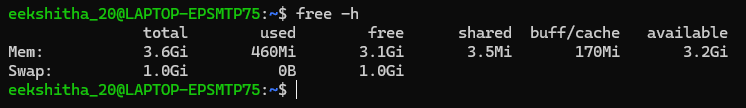 eekshitha_20@LAPTOP-EPSMTP75:~$ free -h
total used free shared buff/cache available
Mem: 3.6Gi 460Mi 3.1Gi 3.5Mi 170Mi 3.2Gi
Swap: 1.0Gi 0B 1.0Gi
eekshitha_20@LAPTOP-EPSMTP75:~$